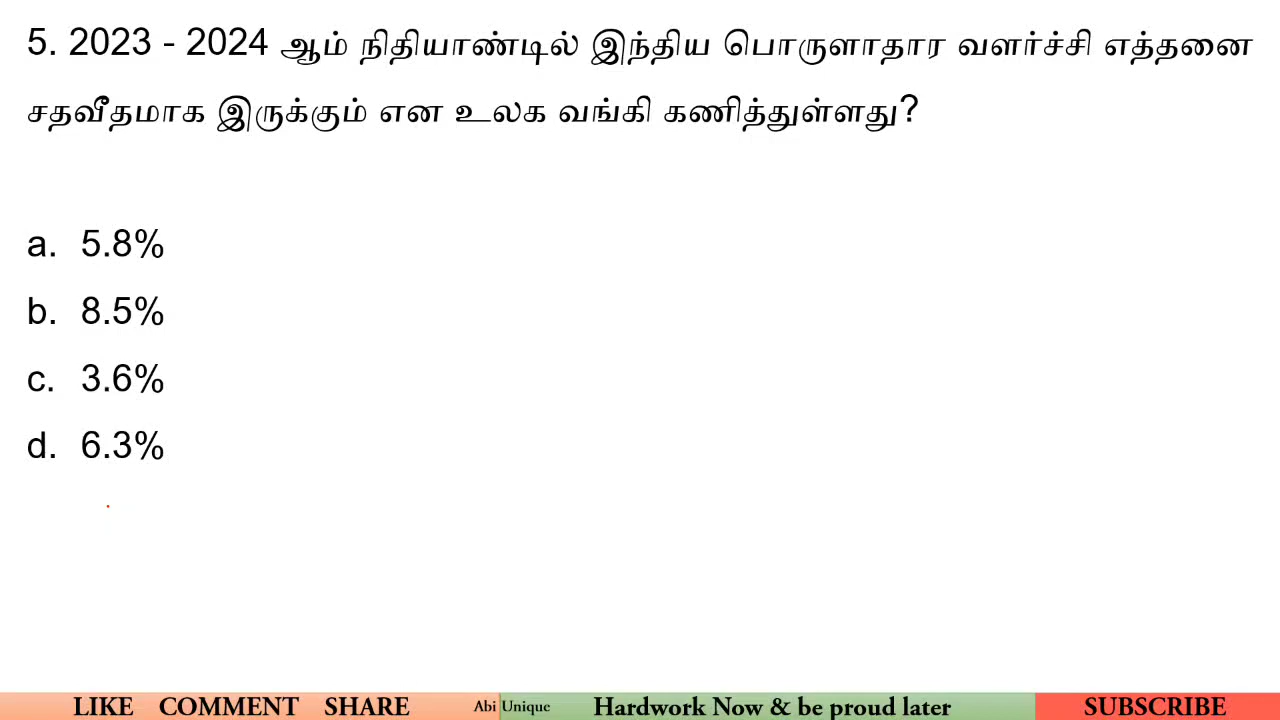 5. 2023 - 2024 ஆம் நிதியாண்டில் இந்திய பொருளாதார வளர்ச்சி எத்தனை
சதவீதமாக இருக்கும் என உலக வங்கி கணித்துள்ளது?
a. 5.8%
b. 8.5%
c. 3.6%
d. 6.3%
LIKE COMMENT SHARE Abi Unique Hardwork Now & be proud later SUBSCRIBE